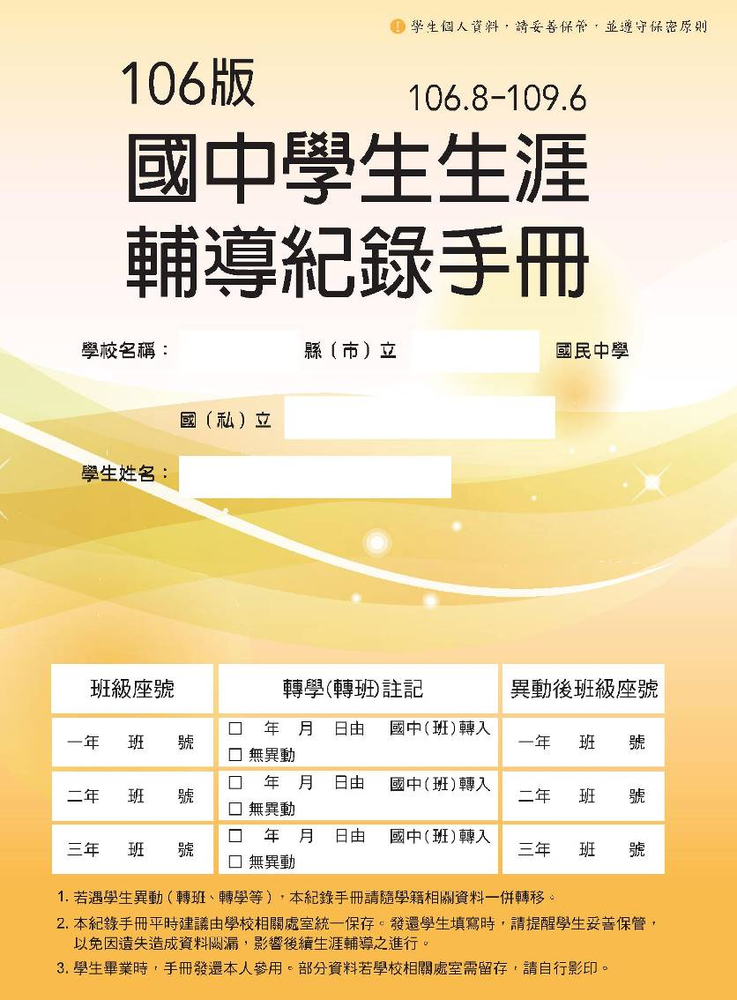 ! 學生個人資料，請妥善保管，並遵守保密原則
106版 106.8-109.6
國中學生生涯
輔導紀錄手冊
學校名稱： 縣（市）立 國民中學
國（私）立
學生姓名：
班級座號 轉學(轉班)註記 異動後班級座號
一年 班 號 □ 年 月 日由 國中(班)轉入 一年 班 號
□ 無異動
二年 班 號 □ 年 月 日由 國中(班)轉入 二年 班 號
□ 無異動
三年 班 號 □ 年 月 日由 國中(班)轉入 三年 班 號
□ 無異動
1. 若遇學生異動（轉班、轉學等），本紀錄手冊請隨學籍相關資料一併轉移。
2. 本紀錄手冊平時建議由學校相關處室統一保存。發還學生填寫時，請提醒學生妥善保管，
以免因遺失造成資料闕漏，影響後續生涯輔導之進行。
3. 學生畢業時，手冊發還本人參用。部分資料若學校相關處室需留存，請自行影印。